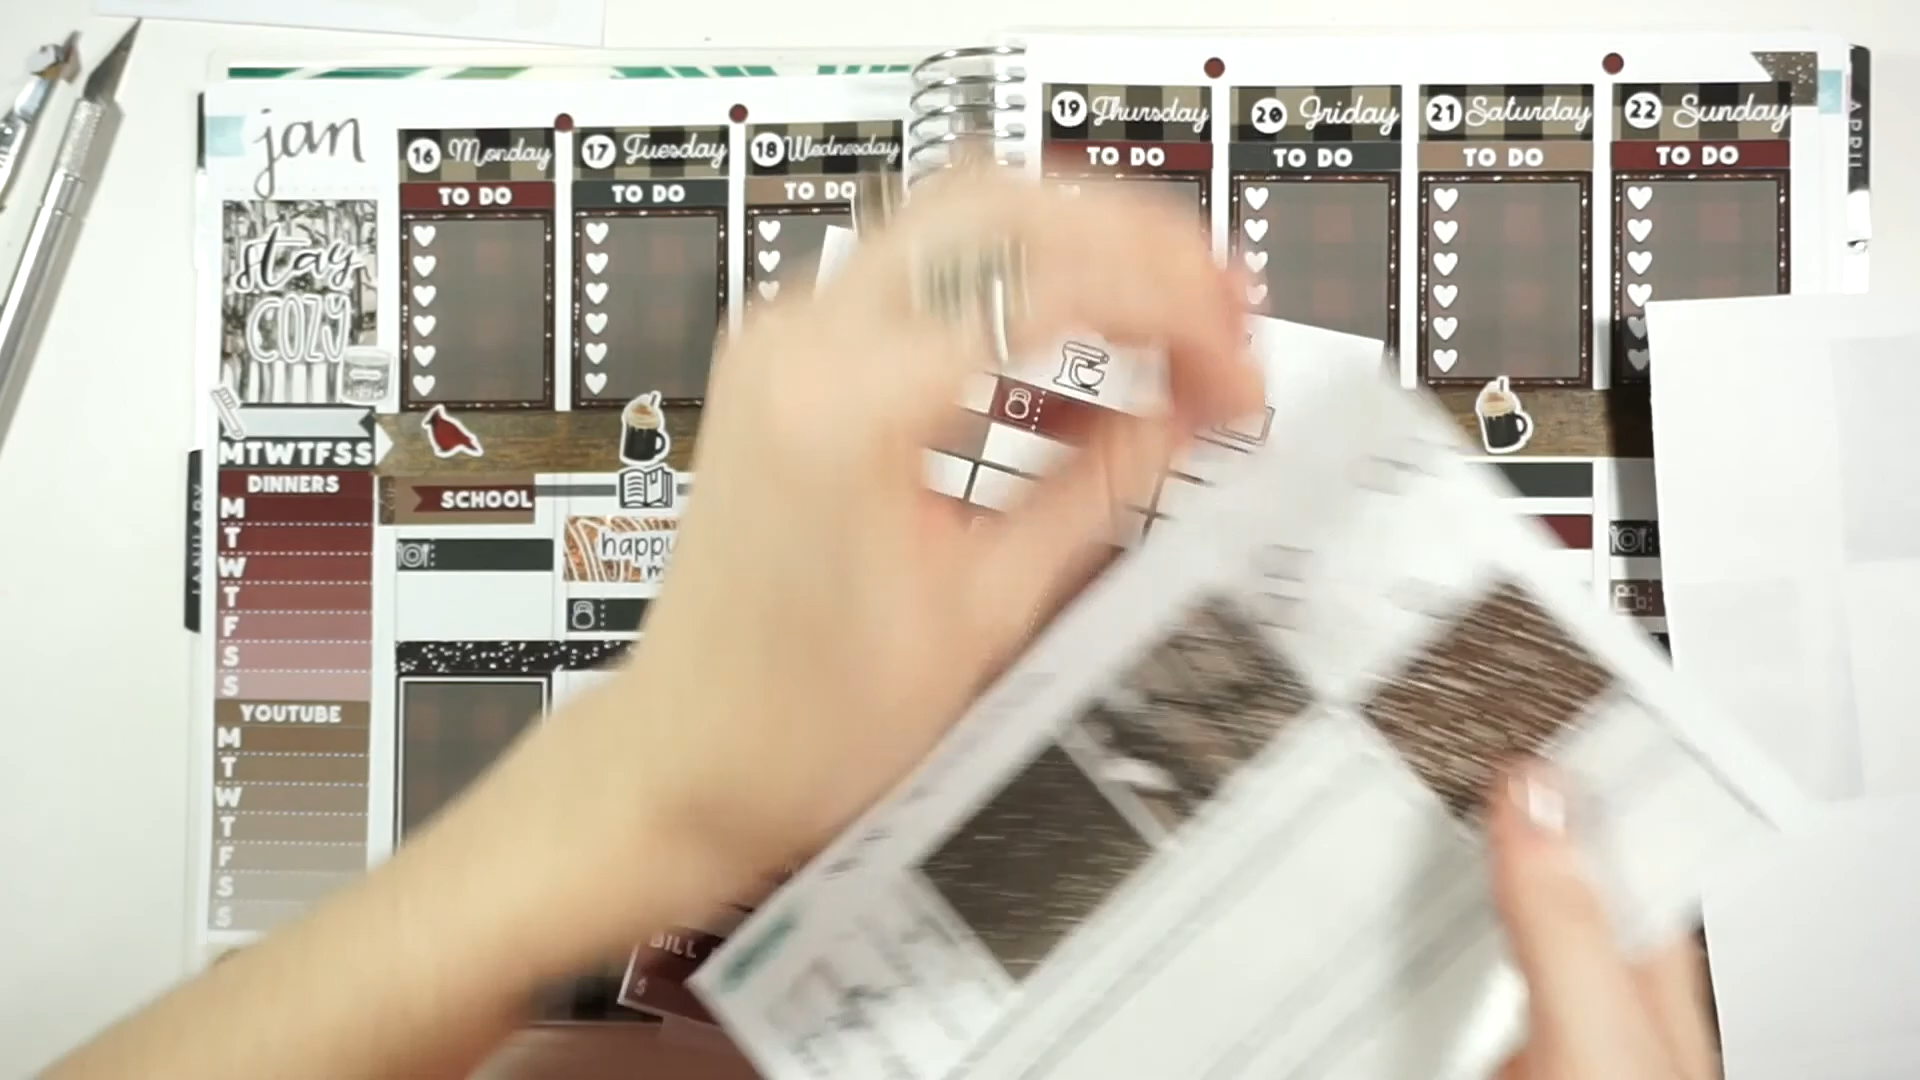 jan
16 Monday
17 Tuesday
18 Wednesday
19 Thursday
20 Friday
21 Saturday
22 Sunday
TO DO
TO DO
TO DO
TO DO
TO DO
TO DO
TO DO
stay
COZY
MTWTFSS
DINNERS
M
T
W
T
F
S
S
YOUTUBE
M
T
W
T
F
S
S
SCHOOL
happy
JANUARY
APRIL
BILL